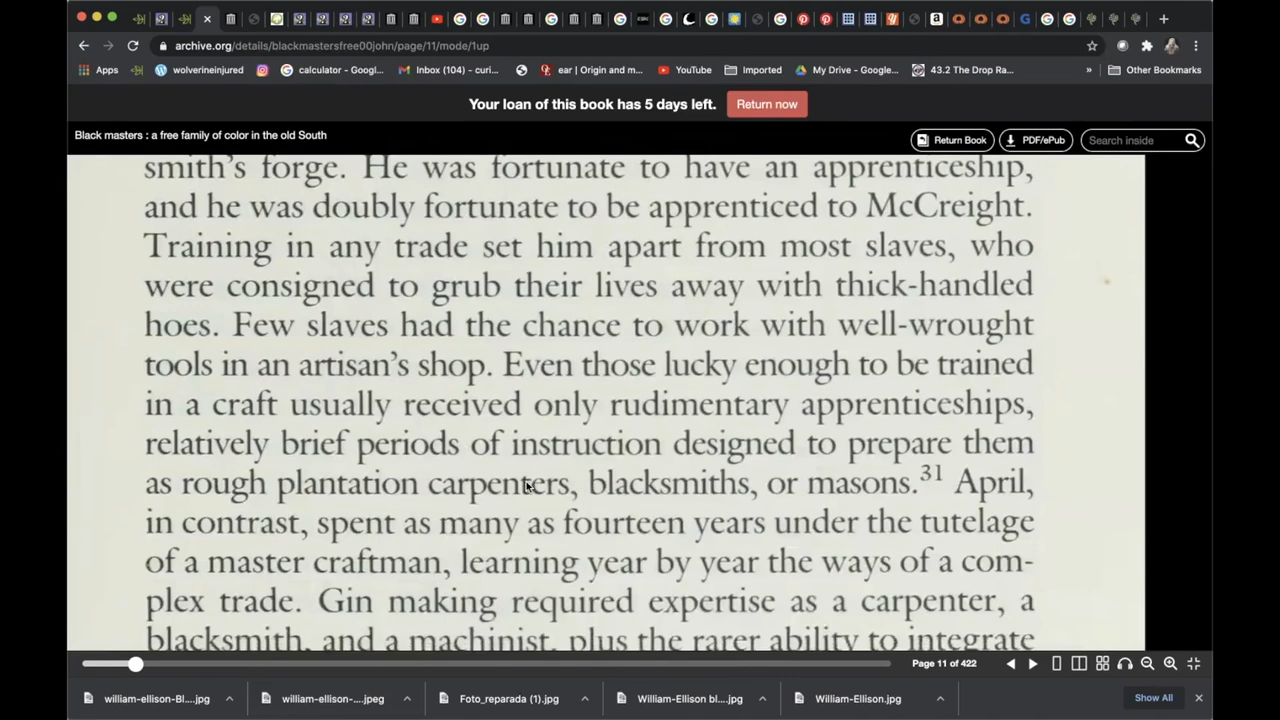 archive.org/details/blackmastersfree00john/page/11/mode/1up
Apps
wolverineinjured
calculator - Googl...
Inbox (104) - curi...
ear | Origin and m...
YouTube
Imported
My Drive - Google...
43.2 The Drop Ra...
»
Other Bookmarks
Your loan of this book has 5 days left.
Return now
Black masters : a free family of color in the old South
Return Book
PDF/ePub
Search inside
smith's forge. He was fortunate to have an apprenticeship,
and he was doubly fortunate to be apprenticed to McCreight.
Training in any trade set him apart from most slaves, who
were consigned to grub their lives away with thick-handled
hoes. Few slaves had the chance to work with well-wrought
tools in an artisan's shop. Even those lucky enough to be trained
in a craft usually received only rudimentary apprenticeships,
relatively brief periods of instruction designed to prepare them
as rough plantation carpenters, blacksmiths, or masons.31 April,
in contrast, spent as many as fourteen years under the tutelage
of a master craftman, learning year by year the ways of a com-
plex trade. Gin making required expertise as a carpenter, a
blacksmith, and a machinist, plus the rarer ability to integrate
Page 11 of 422
william-ellison-Bl....jpg
william-ellison-....jpeg
Foto_reparada (1).jpg
William-Ellison bl....jpg
William-Ellison.jpg
Show All